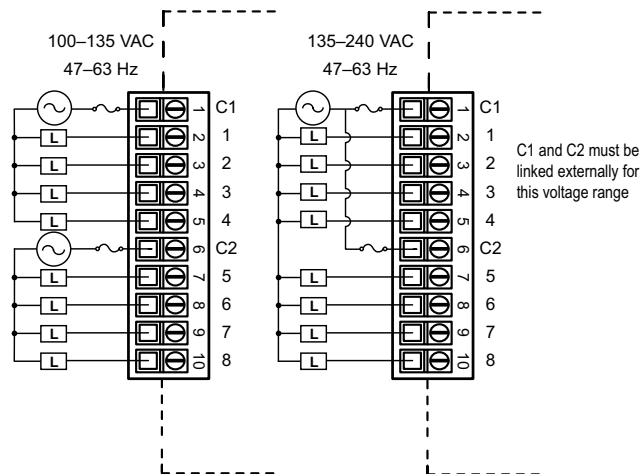 100–135 VAC
47–63 Hz
1 C1
L 2 1
L 3 2
L 4 3
L 5 4
6 C2
L 7 5
L 8 6
L 9 7
L 10 8
135–240 VAC
47–63 Hz
1 C1
L 2 1
L 3 2
L 4 3
L 5 4
6 C2
L 7 5
L 8 6
L 9 7
L 10 8
C1 and C2 must be
linked externally for
this voltage range